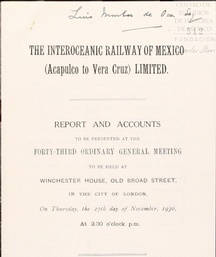 Luis
de
THE INTEROCEANIC RAILWAY OF MEXICO
(Acapulco to Vera Cruz) LIMITED.
REPORT AND ACCOUNTS
TO BE PRESENTED AT THE
FORTY-THIRD ORDINARY GENERAL MEETING
TO BE HELD AT
WINCHESTER HOUSE, OLD BROAD STREET,
IN THE CITY OF LONDON,
On Thursday, the 27th day of November, 1930,
At 2:30 o'clock p.m.